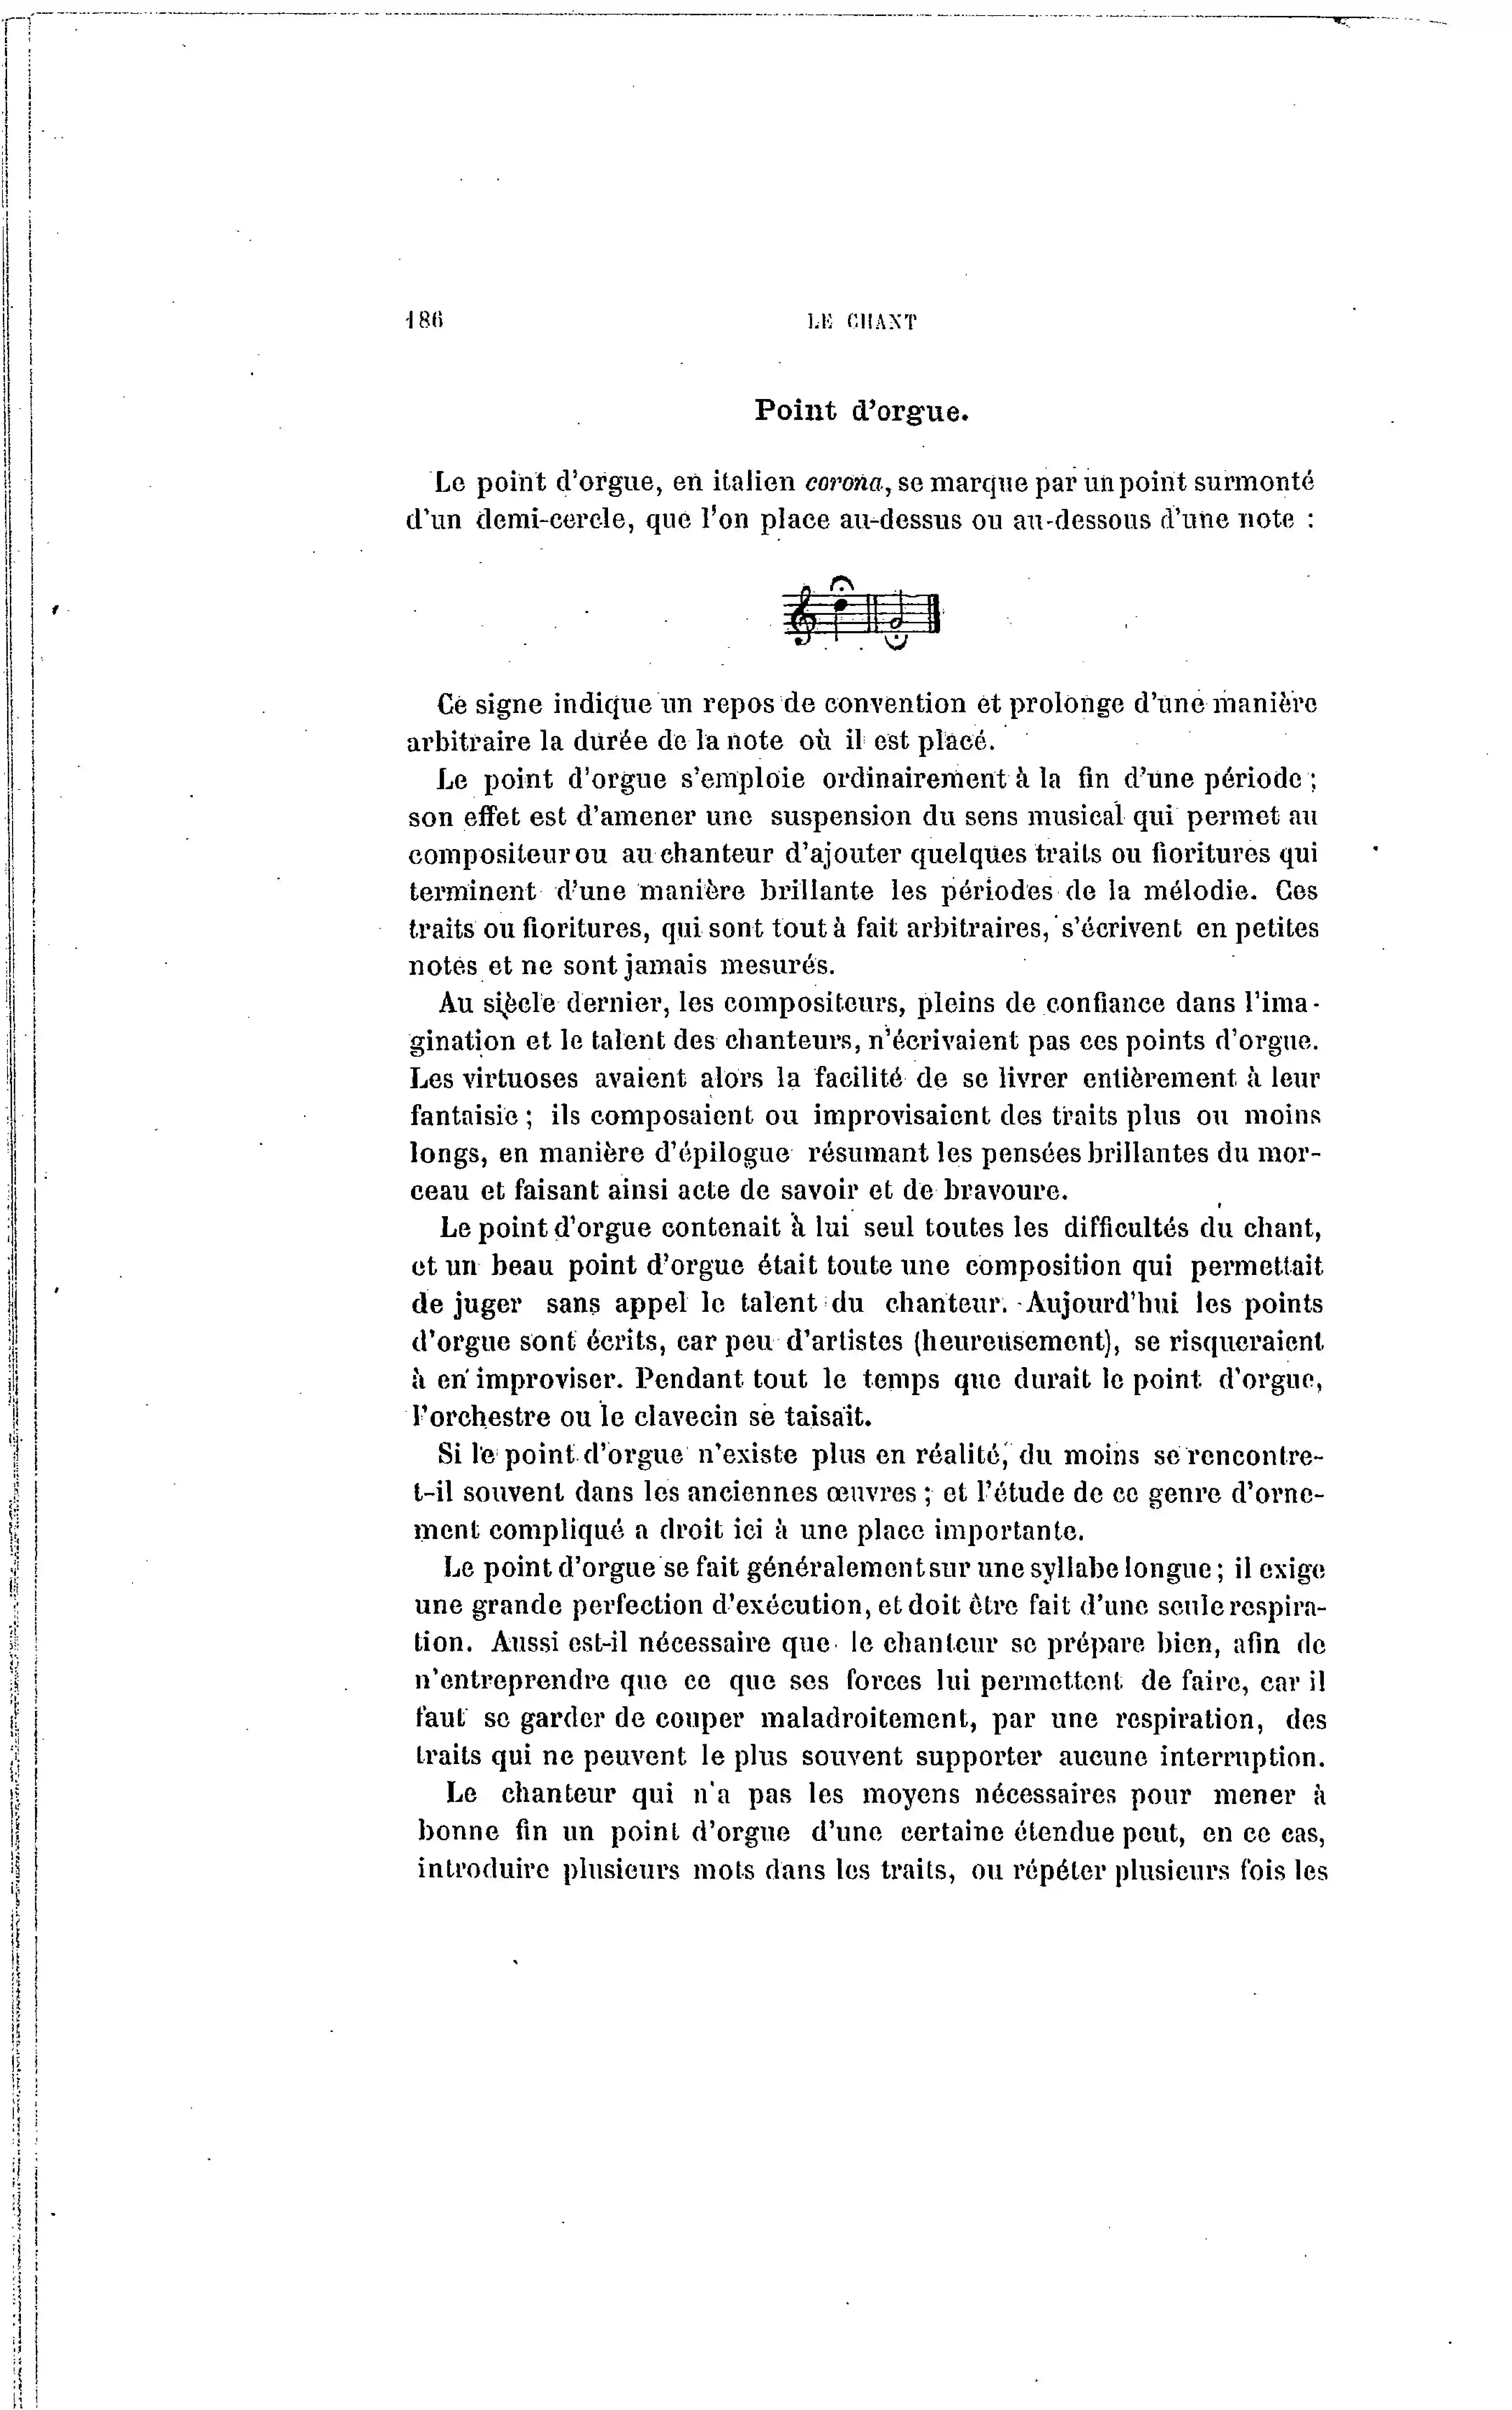 186
LE CHANT
Point d'orgue.
Le point d'orgue, en italien corona, se marque par un point surmonté
d'un demi-cercle, que l'on place au-dessus ou au-dessous d'une note :
Ce signe indique un repos de convention et prolonge d'une manière
arbitraire la durée de la note où il est placé.
Le point d'orgue s'emploie ordinairement à la fin d'une période ;
son effet est d'amener une suspension du sens musical qui permet au
compositeur ou au chanteur d'ajouter quelques traits ou fioritures qui
terminent d'une manière brillante les périodes de la mélodie. Ces
traits ou fioritures, qui sont tout à fait arbitraires, s'écrivent en petites
notes et ne sont jamais mesurés.
Au siècle dernier, les compositeurs, pleins de confiance dans l'ima-
gination et le talent des chanteurs, n'écrivaient pas ces points d'orgue.
Les virtuoses avaient alors la facilité de se livrer entièrement à leur
fantaisie ; ils composaient ou improvisaient des traits plus ou moins
longs, en manière d'épilogue résumant les pensées brillantes du mor-
ceau et faisant ainsi acte de savoir et de bravoure.
Le point d'orgue contenait à lui seul toutes les difficultés du chant,
et un beau point d'orgue était toute une composition qui permettait
de juger sans appel le talent du chanteur. Aujourd'hui les points
d'orgue sont écrits, car peu d'artistes (heureusement), se risqueraient
à en improviser. Pendant tout le temps que durait le point d'orgue,
l'orchestre ou le clavecin se taisait.
Si le point d'orgue n'existe plus en réalité, du moins se rencontre-
t-il souvent dans les anciennes œuvres ; et l'étude de ce genre d'orne-
ment compliqué a droit ici à une place importante.
Le point d'orgue se fait généralement sur une syllabe longue ; il exige
une grande perfection d'exécution, et doit être fait d'une seule respira-
tion. Aussi est-il nécessaire que le chanteur se prépare bien, afin de
n'entreprendre que ce que ses forces lui permettent de faire, car il
faut se garder de couper maladroitement, par une respiration, des
traits qui ne peuvent le plus souvent supporter aucune interruption.
Le chanteur qui n'a pas les moyens nécessaires pour mener à
bonne fin un point d'orgue d'une certaine étendue peut, en ce cas,
introduire plusieurs mots dans les traits, ou répéter plusieurs fois les